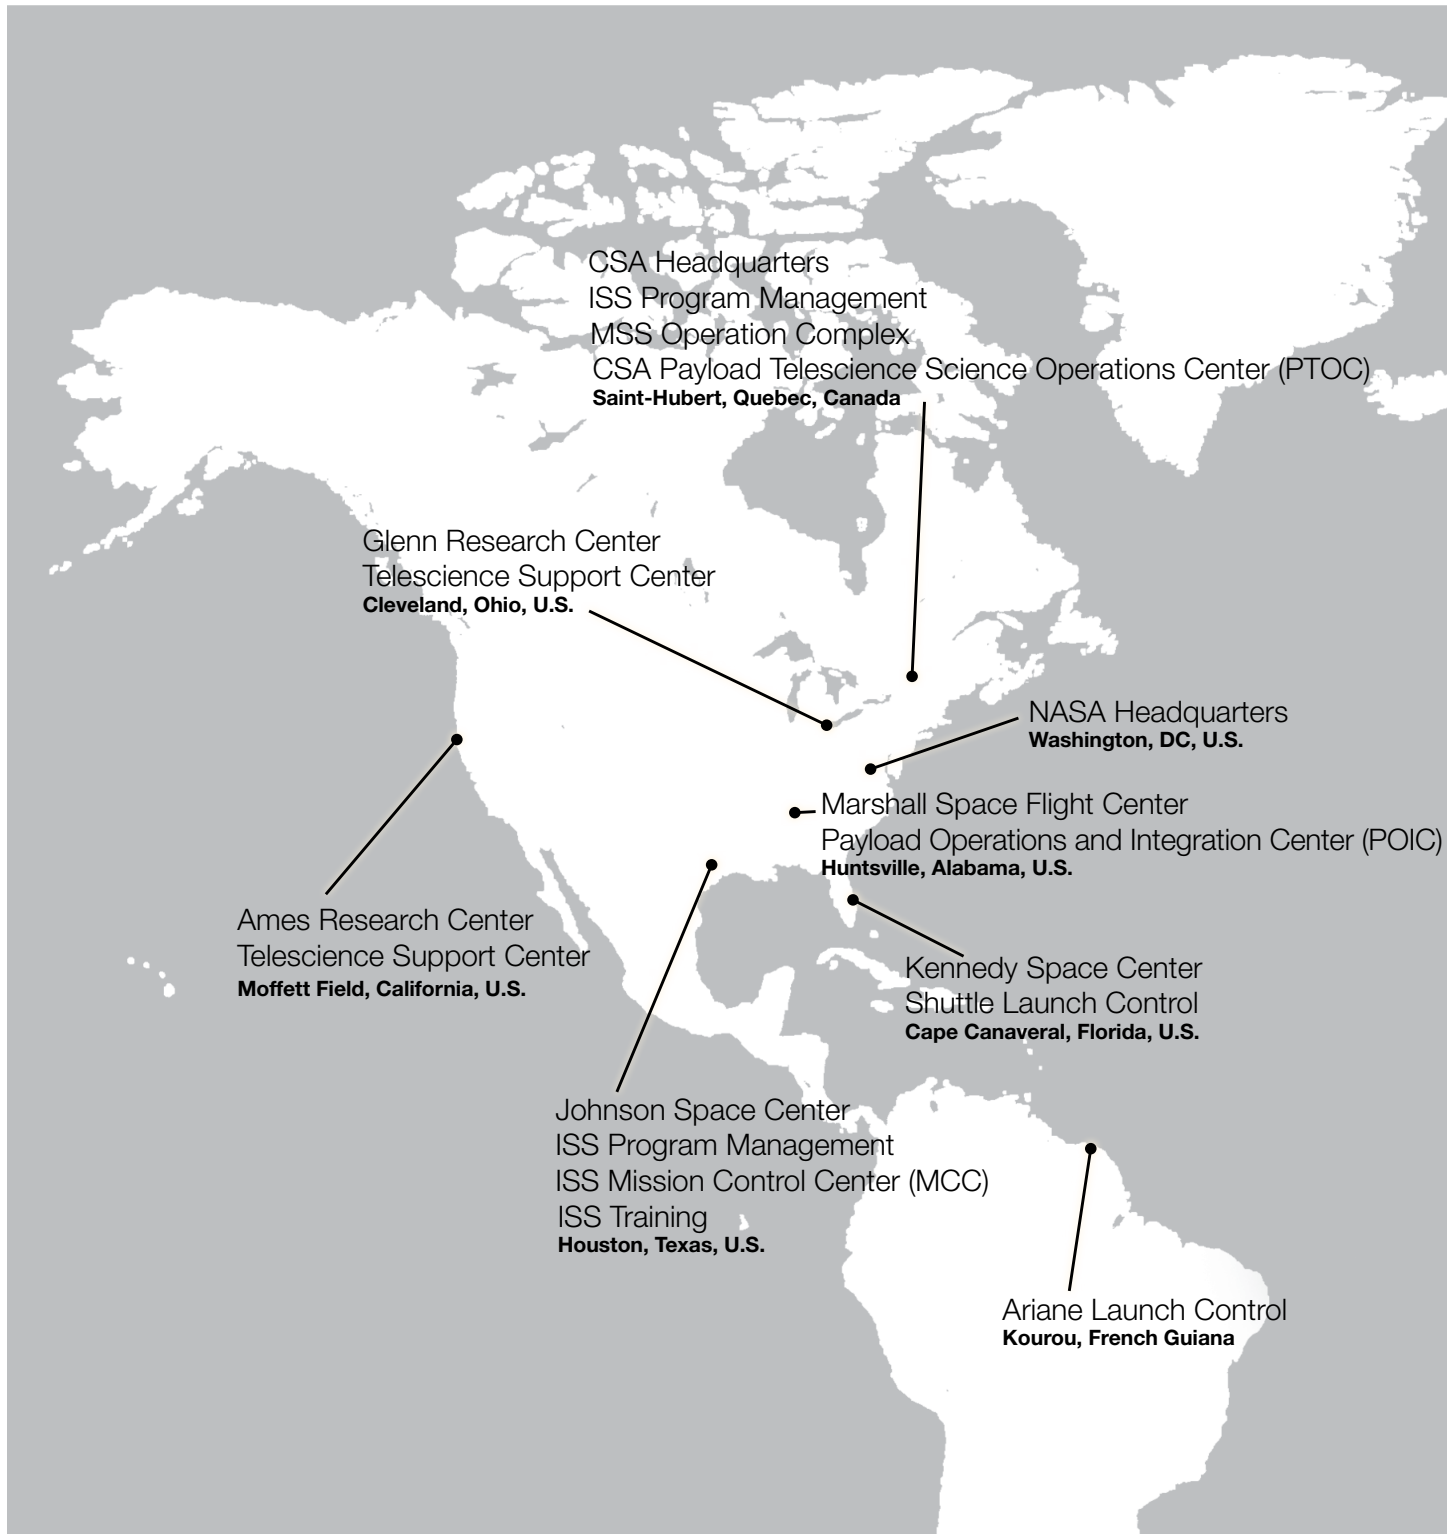 CSA Headquarters
ISS Program Management
MSS Operation Complex
CSA Payload Telescience Science Operations Center (PTOC)
Saint-Hubert, Quebec, Canada
Glenn Research Center
Telescience Support Center
Cleveland, Ohio, U.S.
NASA Headquarters
Washington, DC, U.S.
Marshall Space Flight Center
Payload Operations and Integration Center (POIC)
Huntsville, Alabama, U.S.
Ames Research Center
Telescience Support Center
Moffett Field, California, U.S.
Kennedy Space Center
Shuttle Launch Control
Cape Canaveral, Florida, U.S.
Johnson Space Center
ISS Program Management
ISS Mission Control Center (MCC)
ISS Training
Houston, Texas, U.S.
Ariane Launch Control
Kourou, French Guiana